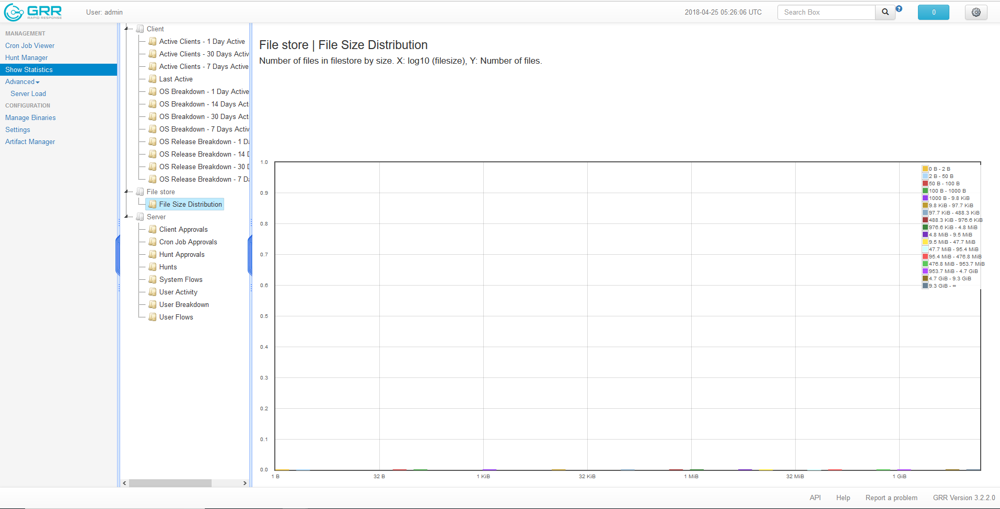 GRR
RAPID RESPONSE
User: admin
2018-04-25 05:26:06 UTC
Search Box
?
0
MANAGEMENT
Cron Job Viewer
Hunt Manager
Show Statistics
Advanced
Server Load
CONFIGURATION
Manage Binaries
Settings
Artifact Manager
Client
Active Clients - 1 Day Active
Active Clients - 30 Days Activ
Active Clients - 7 Days Active
Last Active
OS Breakdown - 1 Day Active
OS Breakdown - 14 Days Acti
OS Breakdown - 30 Days Acti
OS Breakdown - 7 Days Activ
OS Release Breakdown - 1 Da
OS Release Breakdown - 14 D
OS Release Breakdown - 30 D
OS Release Breakdown - 7 Da
File store
File Size Distribution
Server
Client Approvals
Cron Job Approvals
Hunt Approvals
Hunts
System Flows
User Activity
User Breakdown
User Flows
File store | File Size Distribution
Number of files in filestore by size. X: log10 (filesize), Y: Number of files.
1.0
0.9
0.8
0.7
0.6
0.5
0.4
0.3
0.2
0.1
0.0
1 B
32 B
1 KiB
32 KiB
1 MiB
32 MiB
1 GiB
0 B - 2 B
2 B - 50 B
50 B - 100 B
100 B - 1000 B
1000 B - 9.8 KiB
9.8 KiB - 97.7 KiB
97.7 KiB - 488.3 KiB
488.3 KiB - 976.6 KiB
976.6 KiB - 4.8 MiB
4.8 MiB - 9.5 MiB
9.5 MiB - 47.7 MiB
47.7 MiB - 95.4 MiB
95.4 MiB - 476.8 MiB
476.8 MiB - 953.7 MiB
953.7 MiB - 4.7 GiB
4.7 GiB - 9.3 GiB
9.3 GiB - ∞
API
Help
Report a problem
GRR Version 3.2.2.0